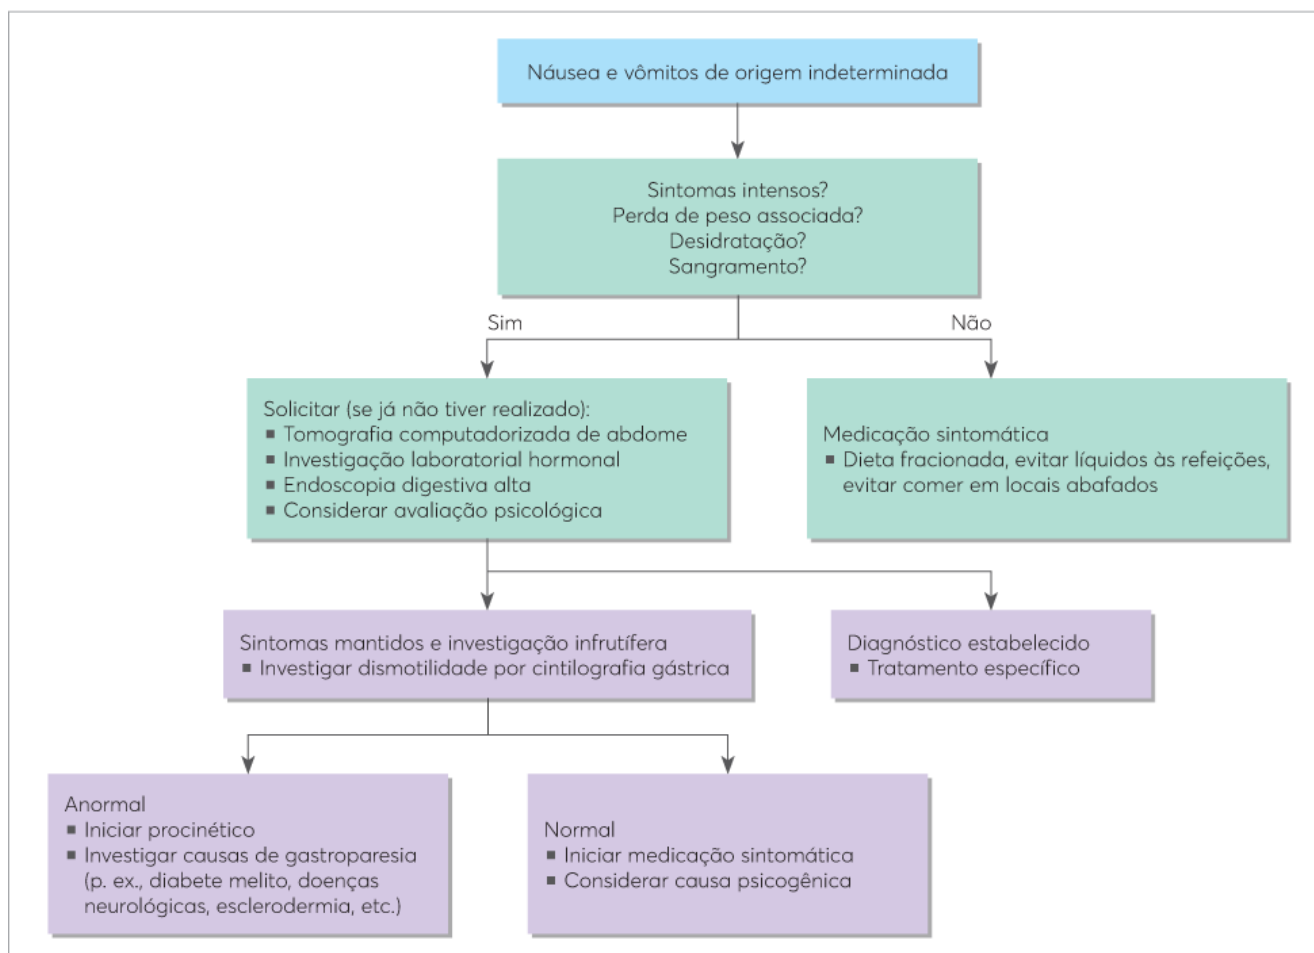 Náusea e vômitos de origem indeterminada
Sintomas intensos?
Perda de peso associada?
Desidratação?
Sangramento?
Sim
Não
Solicitar (se já não tiver realizado):
▪ Tomografia computadorizada de abdome
▪ Investigação laboratorial hormonal
▪ Endoscopia digestiva alta
▪ Considerar avaliação psicológica
Medicação sintomática
▪ Dieta fracionada, evitar líquidos às refeições,
evitar comer em locais abafados
Sintomas mantidos e investigação infrutífera
▪ Investigar dismotilidade por cintilografia gástrica
Diagnóstico estabelecido
▪ Tratamento específico
Anormal
▪ Iniciar procinético
▪ Investigar causas de gastroparesia
(p. ex., diabete melito, doenças
neurológicas, esclerodermia, etc.)
Normal
▪ Iniciar medicação sintomática
▪ Considerar causa psicogênica